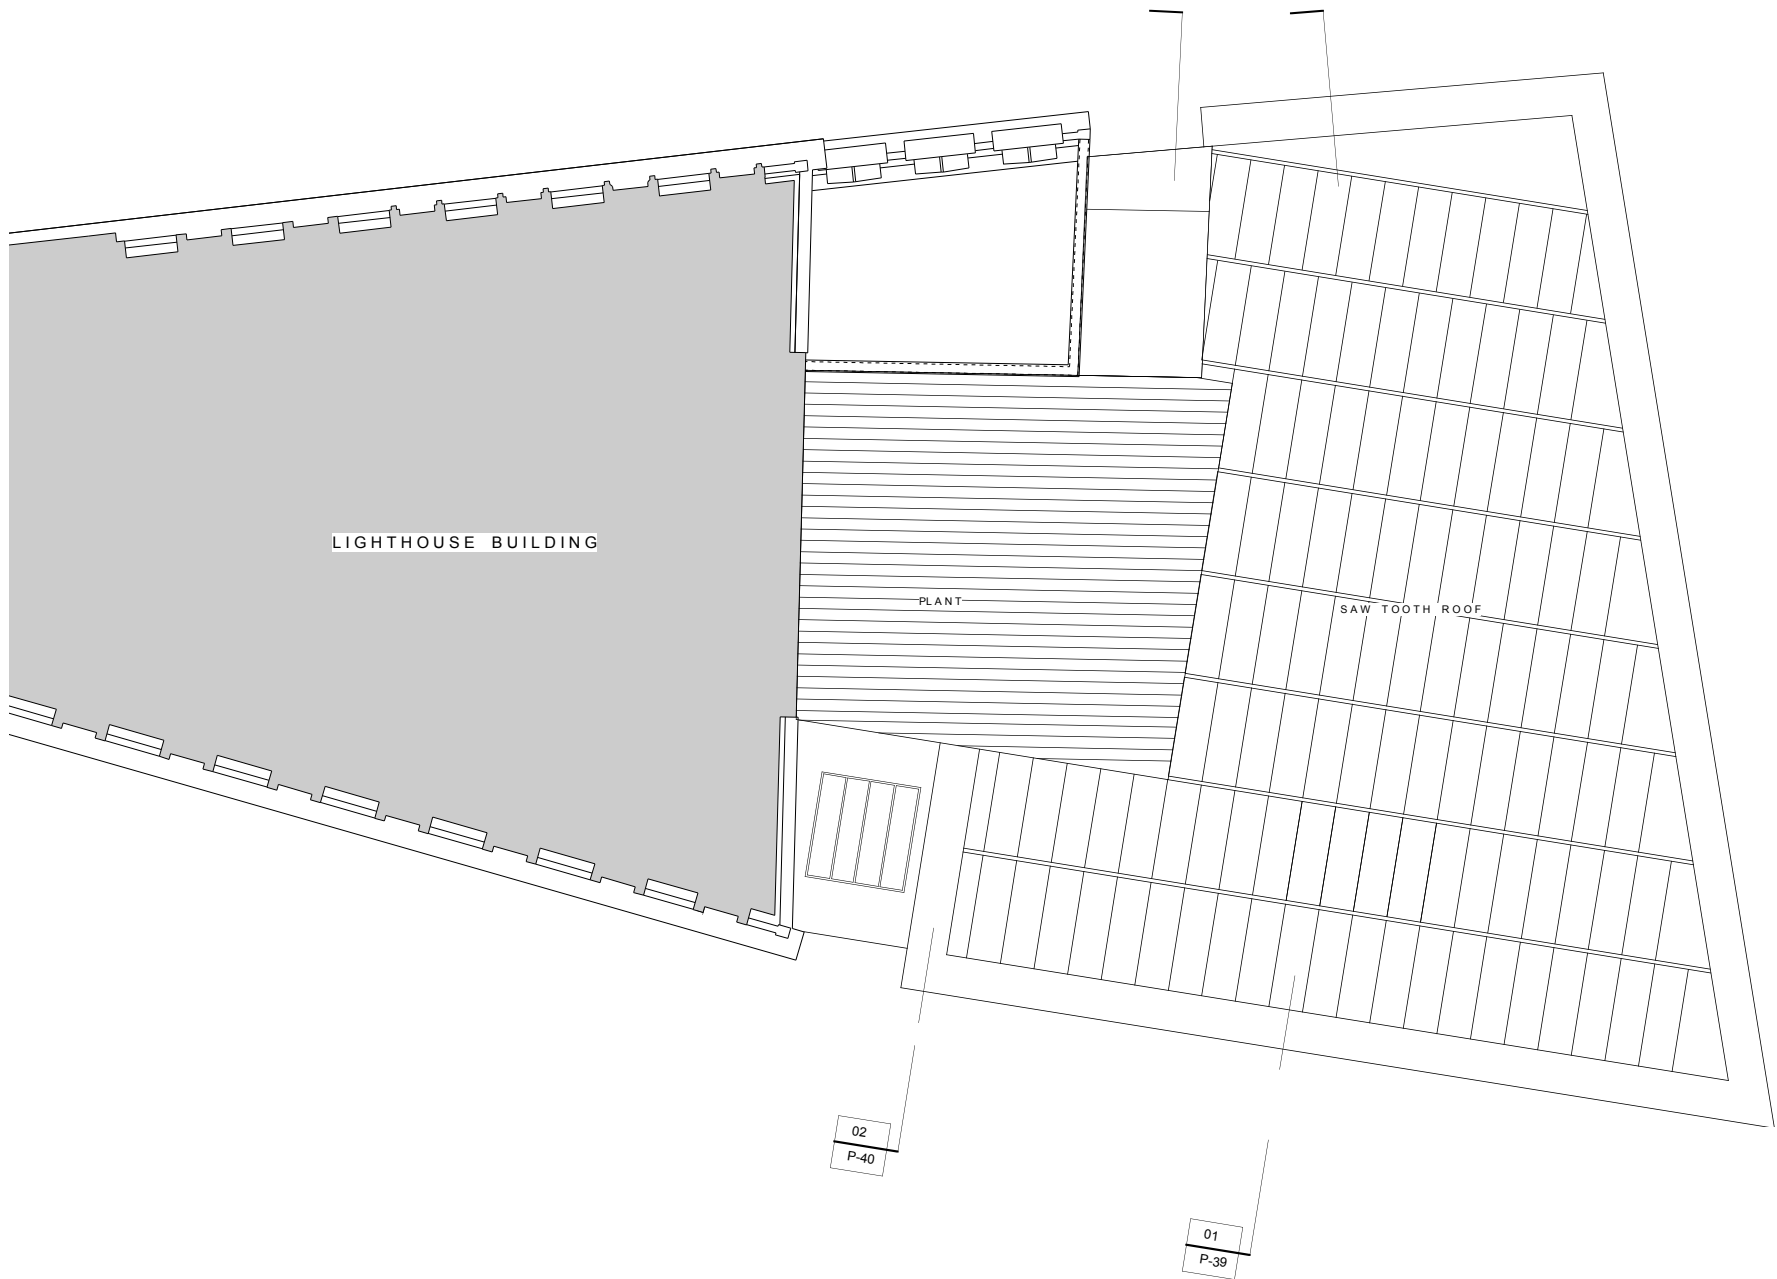 LIGHTHOUSE BUILDING
PLANT
SAW TOOTH ROOF
02
P-40
01
P-39